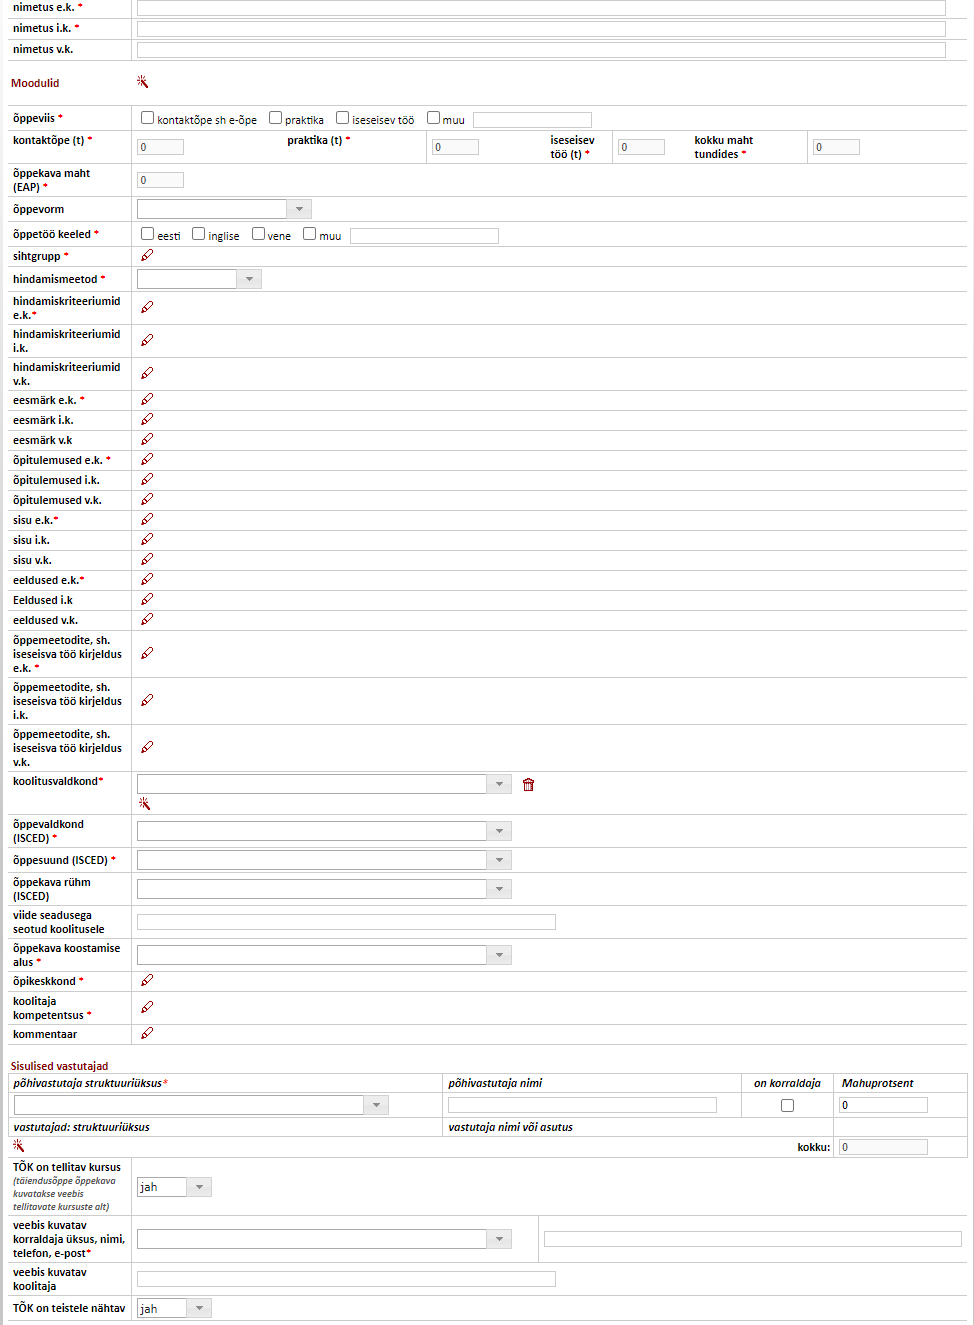 nimetus e.k. *
nimetus i.k. *
nimetus v.k.
Moodulid
õppeviis *
kontaktõpe sh e-õpe praktika iseseisev töö muu
kontaktõpe (t) * 0 praktika (t) * 0 iseseisev töö (t) * 0 kokku maht tundides * 0
õppekava maht
(EAP) * 0
õppevorm
õppetöö keeled * eesti inglise vene muu
sihtgrupp *
hindamismeetod *
hindamiskriteeriumid
e.k.*
hindamiskriteeriumid
i.k.
hindamiskriteeriumid
v.k.
eesmärk e.k. *
eesmärk i.k.
eesmärk v.k
õpitulemused e.k. *
õpitulemused i.k.
õpitulemused v.k.
sisu e.k.*
sisu i.k.
sisu v.k.
eeldused e.k.*
Eeldused i.k
eeldused v.k.
õppemeetodite, sh.
iseseisva töö kirjeldus
e.k. *
õppemeetodite, sh.
iseseisva töö kirjeldus
i.k.
õppemeetodite, sh.
iseseisva töö kirjeldus
v.k.
koolitusvaldkond*
õppevaldkond
(ISCED) *
õppesuund (ISCED) *
õppekava rühm
(ISCED)
viide seadusega
seotud koolitusele
õppekava koostamise
alus *
õpikeskkond *
koolitaja
kompetentsus *
kommentaar
Sisulised vastutajad
põhivastutaja struktuuriüksus* põhivastutaja nimi on korraldaja Mahuprotsent
0
vastutajad: struktuuriüksus vastutaja nimi või asutus
kokku: 0
TÕK on tellitav kursus
(täiendusõppe õppekava
kuvatakse veebis
tellitavate kursuste alt)
jah
veebis kuvatav
korraldaja üksus, nimi,
telefon, e-post*
veebis kuvatav
koolitaja
TÕK on teistele nähtav jah